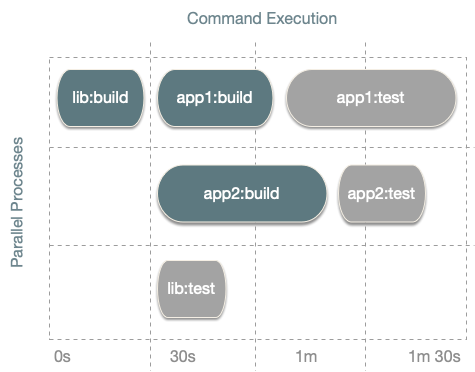 Command Execution
lib:build
app1:build
app1:test
app2:build
app2:test
lib:test
Parallel Processes
0s
30s
1m
1m 30s